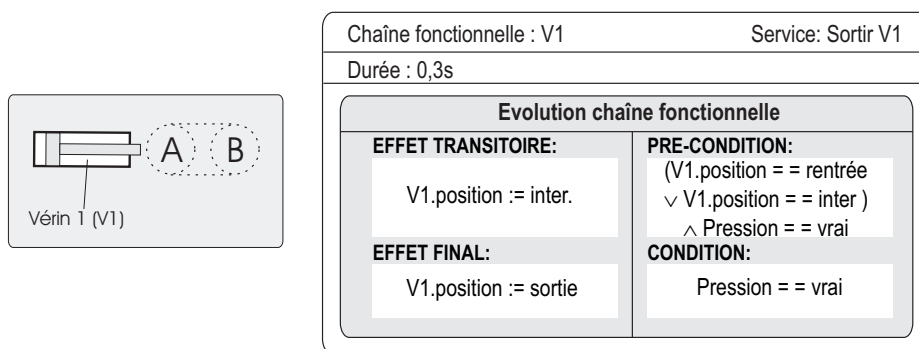 A B
Vérin 1 (V1)
Chaîne fonctionnelle : V1 Service: Sortir V1
Durée : 0,3s
Evolution chaîne fonctionnelle
EFFET TRANSITOIRE:
V1.position := inter.
EFFET FINAL:
V1.position := sortie
PRE-CONDITION:
(V1.position = = rentrée
∨ V1.position = = inter )
∧ Pression = = vrai
CONDITION:
Pression = = vrai